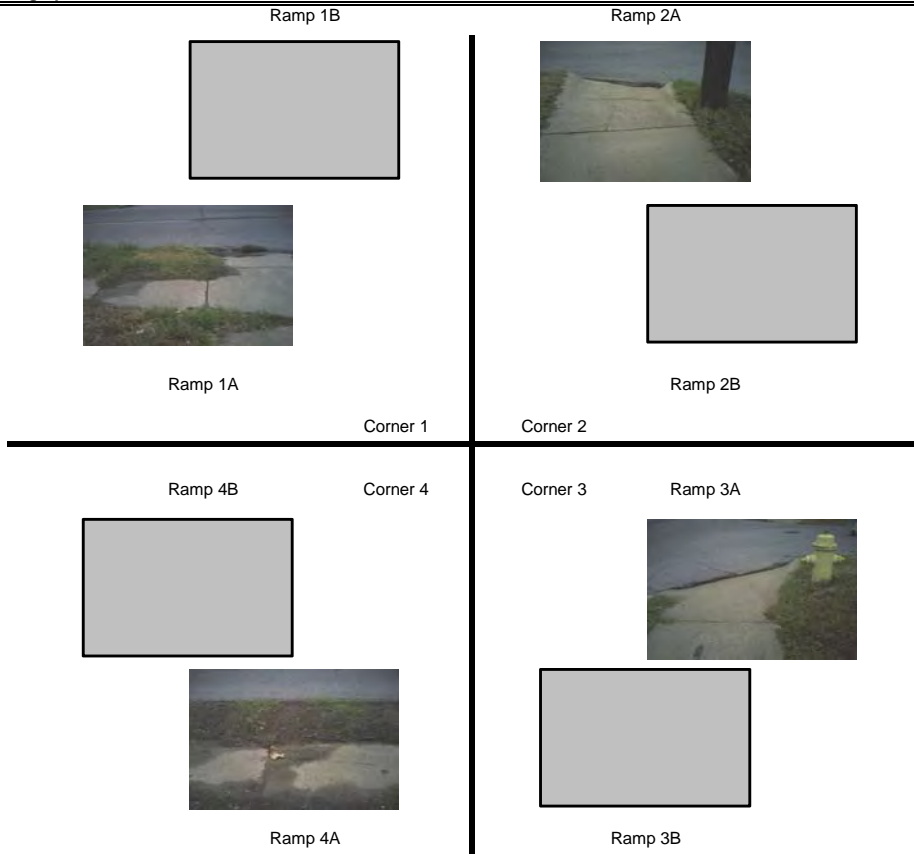 Ramp 1B Ramp 2A
Ramp 1A Ramp 2B
Corner 1 Corner 2
Ramp 4B Corner 4 Corner 3 Ramp 3A
Ramp 4A Ramp 3B